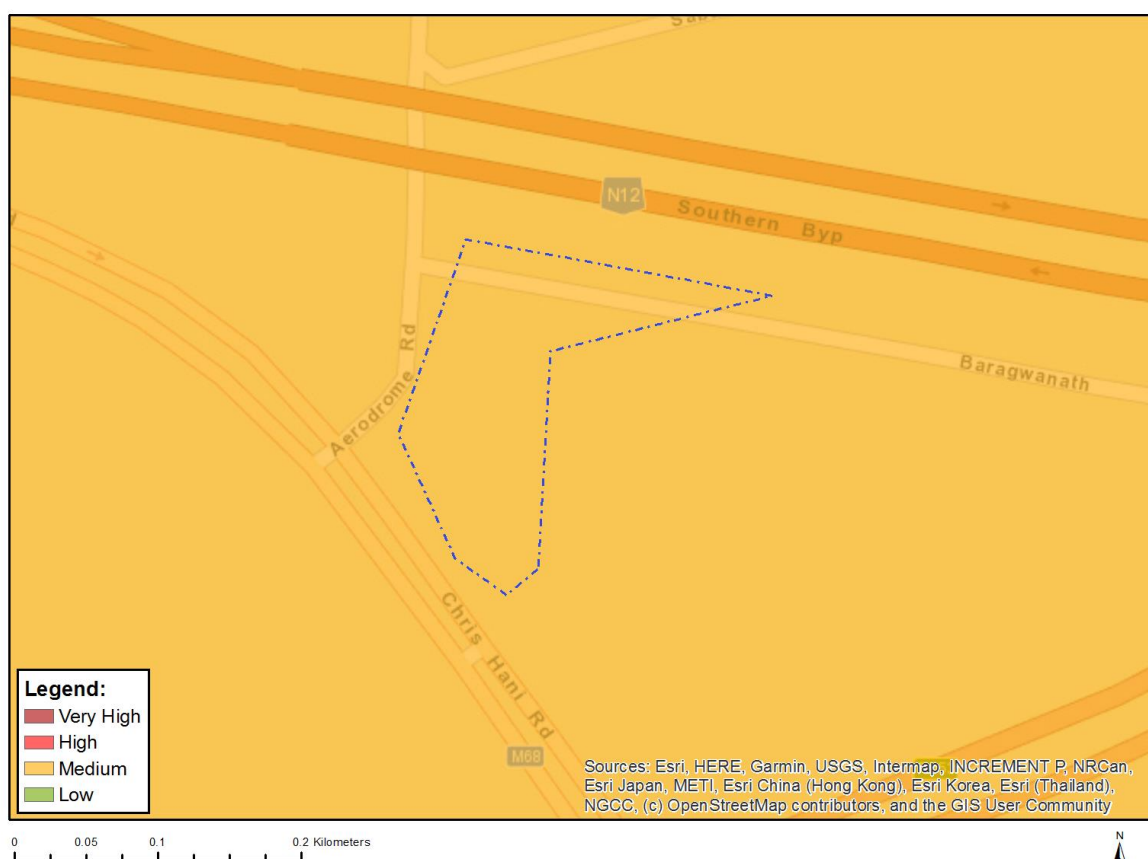 N12
Southern Byp
Aerodrome Rd
Baragwanath
Chris Hani Rd
M68
Legend:
Very High
High
Medium
Low
Sources: Esri, HERE, Garmin, USGS, Intermap, INCREMENT P, NRCan,
Esri Japan, METI, Esri China (Hong Kong), Esri Korea, Esri (Thailand),
NGCC, (c) OpenStreetMap contributors, and the GIS User Community
0 0.05 0.1 0.2 Kilometers
N